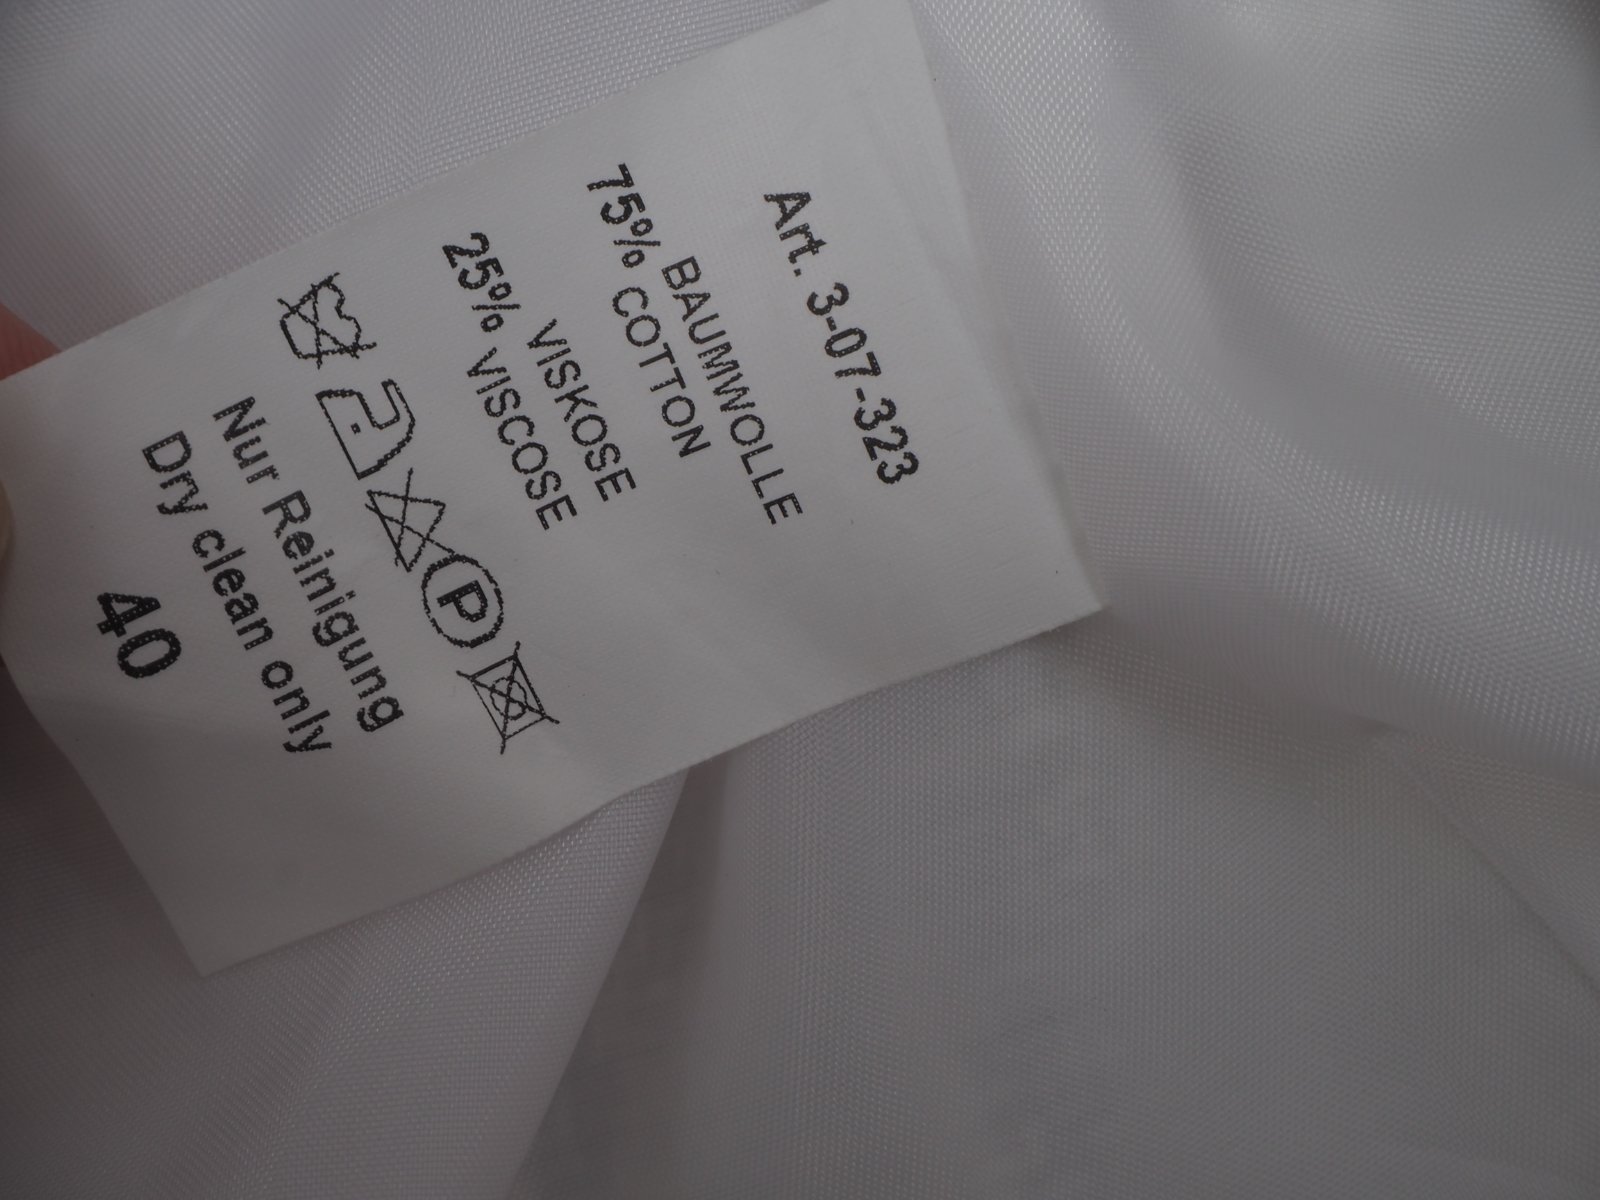 Art. 3-07-323
BAUMWOLLE
75% COTTON
VISKOSE
25% VISCOSE
P
Nur Reinigung
Dry clean only
40